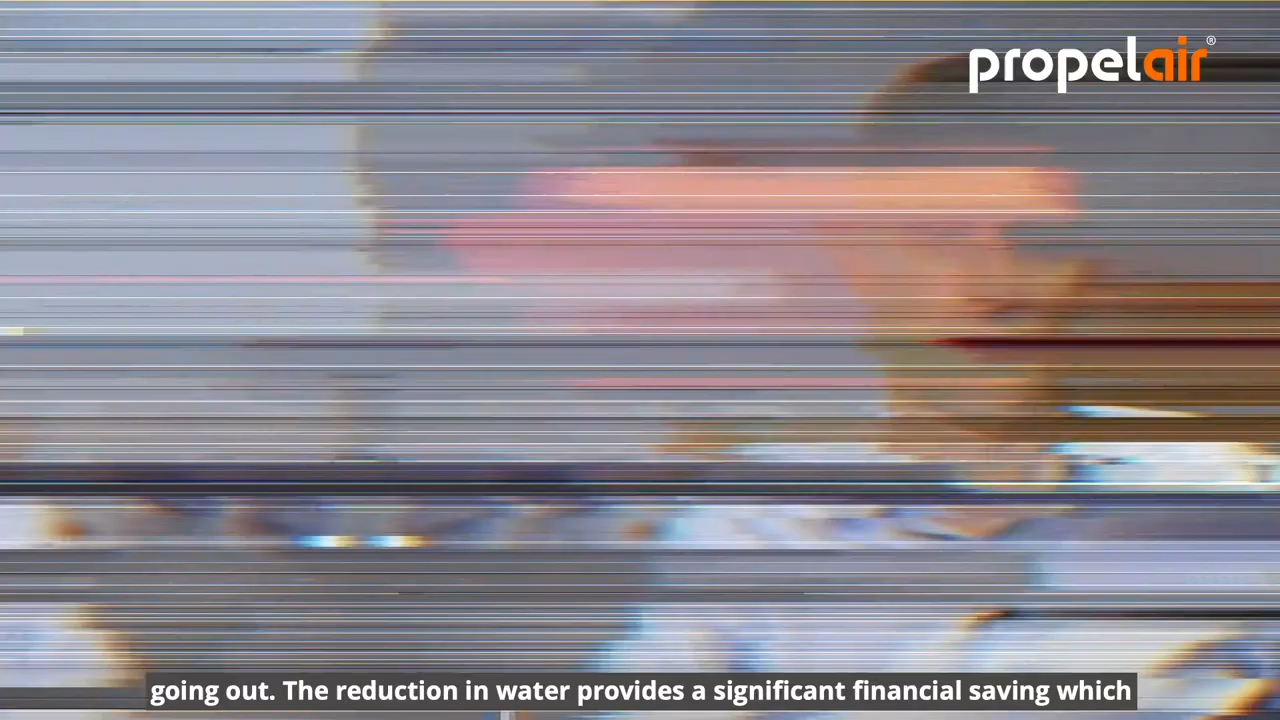 propelair®
going out. The reduction in water provides a significant financial saving which